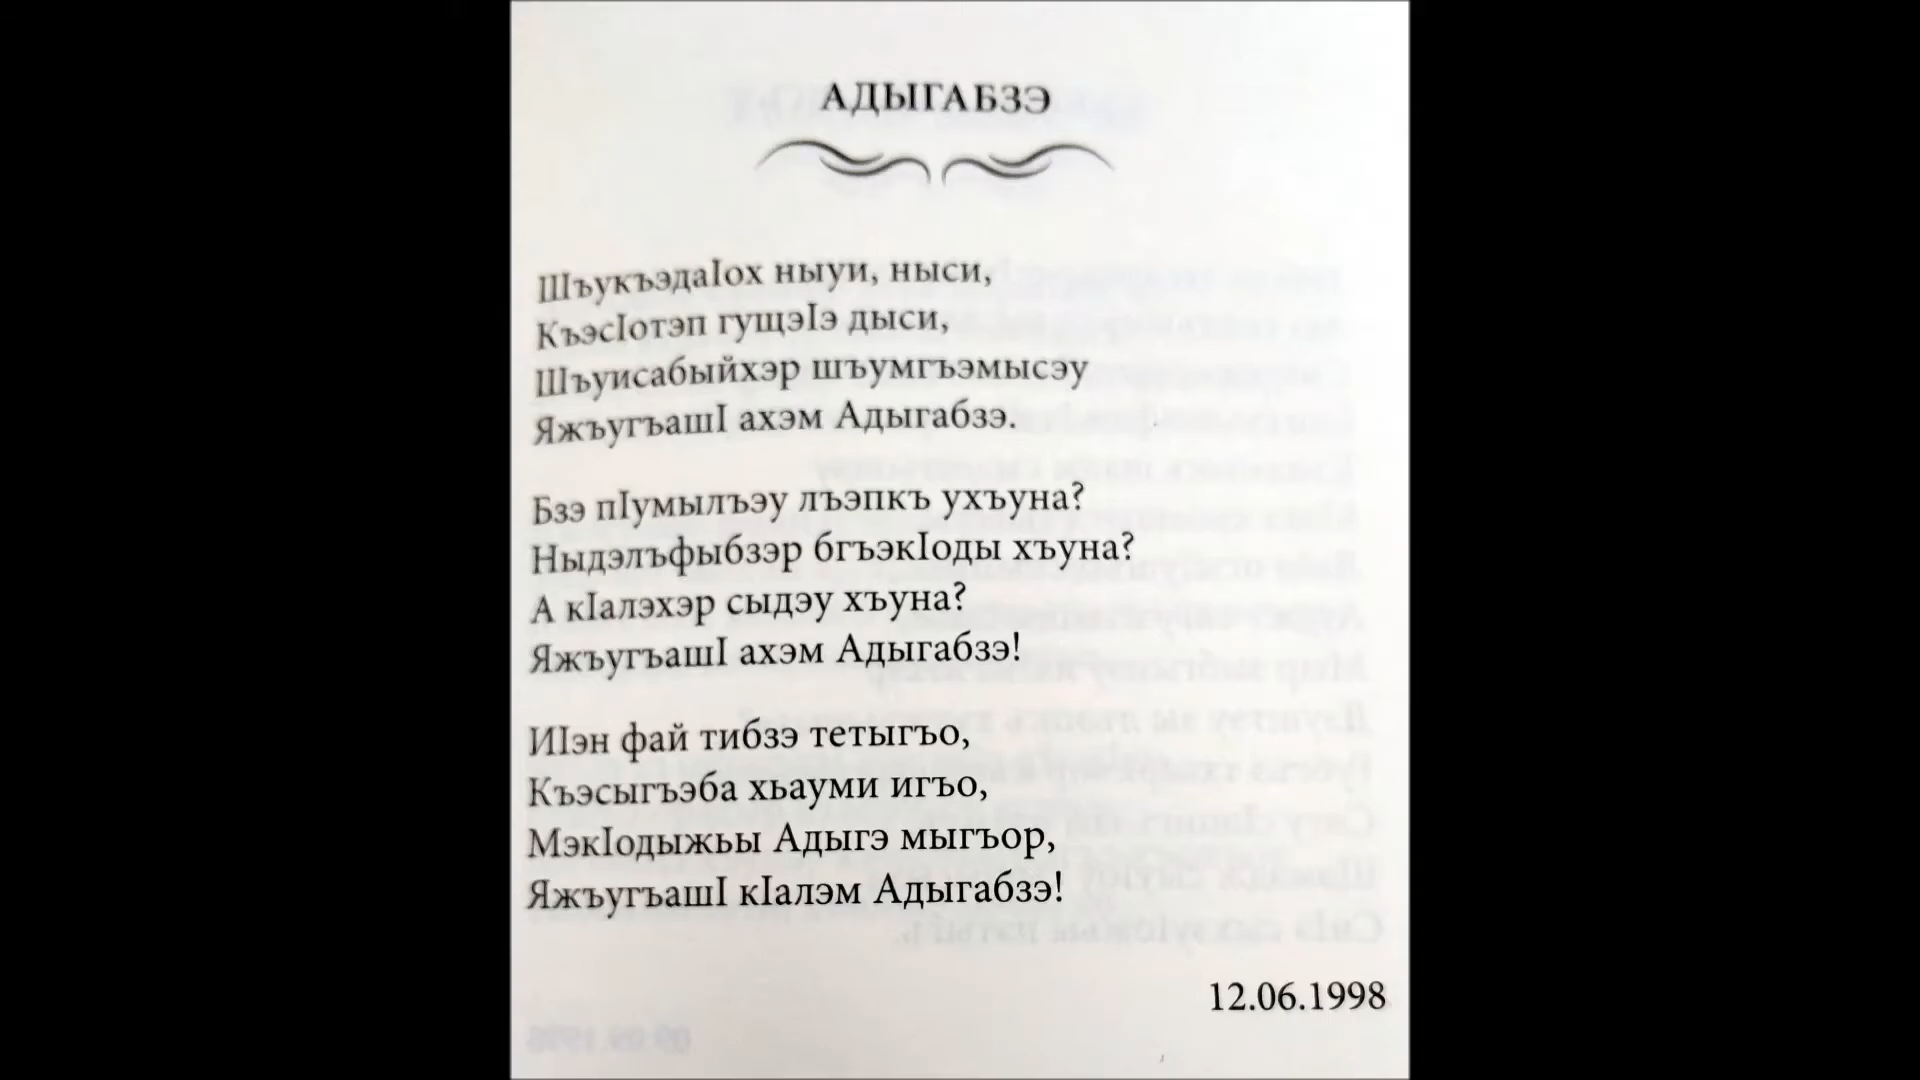 АДЫГАБЗЭ
ШъукъэдаIох ныуи, ныси,
КъэсIотэп гущэIэ дыси,
Шъуисабыйхэр шъумгъэмысэу
ЯжъугъашI ахэм Адыгабзэ.
Бзэ пIумылъэу лъэпкъ ухъуна?
Ныдэлъфыбзэр бгъэкIоды хъуна?
А кIалэхэр сыдэу хъуна?
ЯжъугъашI ахэм Адыгабзэ!
ИIэн фай тибзэ тетыгъо,
Къэсыгъэба хьауми игъо,
МэкIодыжьы Адыгэ мыгъор,
ЯжъугъашI кIалэм Адыгабзэ!
12.06.1998